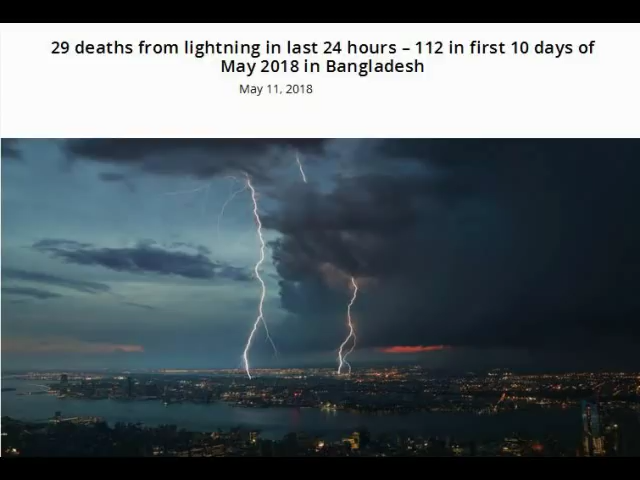 29 deaths from lightning in last 24 hours – 112 in first 10 days of
May 2018 in Bangladesh
May 11, 2018